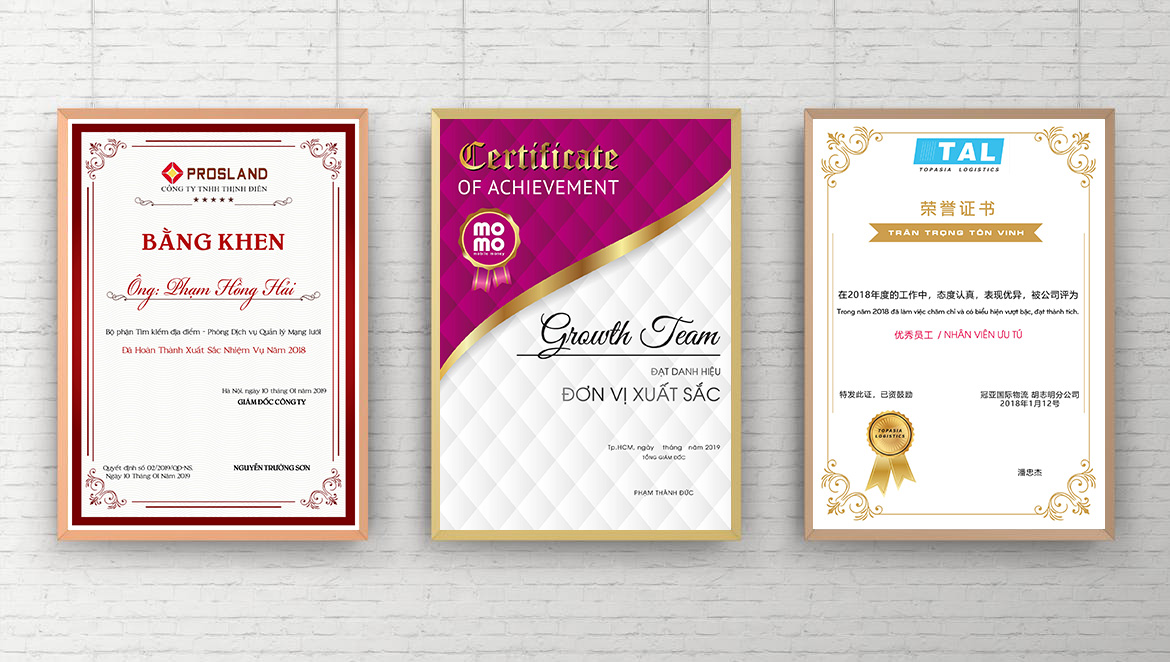 PROSLAND
CÔNG TY TNHH THỊNH ĐIỀN
BẰNG KHEN
Ông: Phạm Hồng Hải
Bộ phận Tìm kiếm địa điểm - Phòng Dịch vụ Quản lý Mạng lưới
Đã Hoàn Thành Xuất Sắc Nhiệm Vụ Năm 2018
Hà Nội, ngày 10 tháng 01 năm 2019
GIÁM ĐỐC CÔNG TY
Quyết định số 02/2019/QĐ-NS,
Ngày 10 Tháng 01 Năm 2019
NGUYỄN TRƯỜNG SƠN
Certificate
OF ACHIEVEMENT
mo
mo
mobile money
Growth Team
ĐẠT DANH HIỆU
ĐƠN VỊ XUẤT SẮC
Tp.HCM, ngày tháng năm 2019
TỔNG GIÁM ĐỐC
PHẠM THÀNH ĐỨC
TAL
TOPASIA LOGISTICS
荣誉证书
TRÂN TRỌNG TÔN VINH
在2018年度的工作中，态度认真，表现优异，被公司评为
Trong năm 2018 đã làm việc chăm chỉ và có biểu hiện vượt bậc, đạt thành tích.
优秀员工 / NHÂN VIÊN ƯU TÚ
特发此证，已资鼓励
冠亚国际物流 胡志明分公司
2018年1月12号
TOPASIA
LOGISTICS
潘忠杰